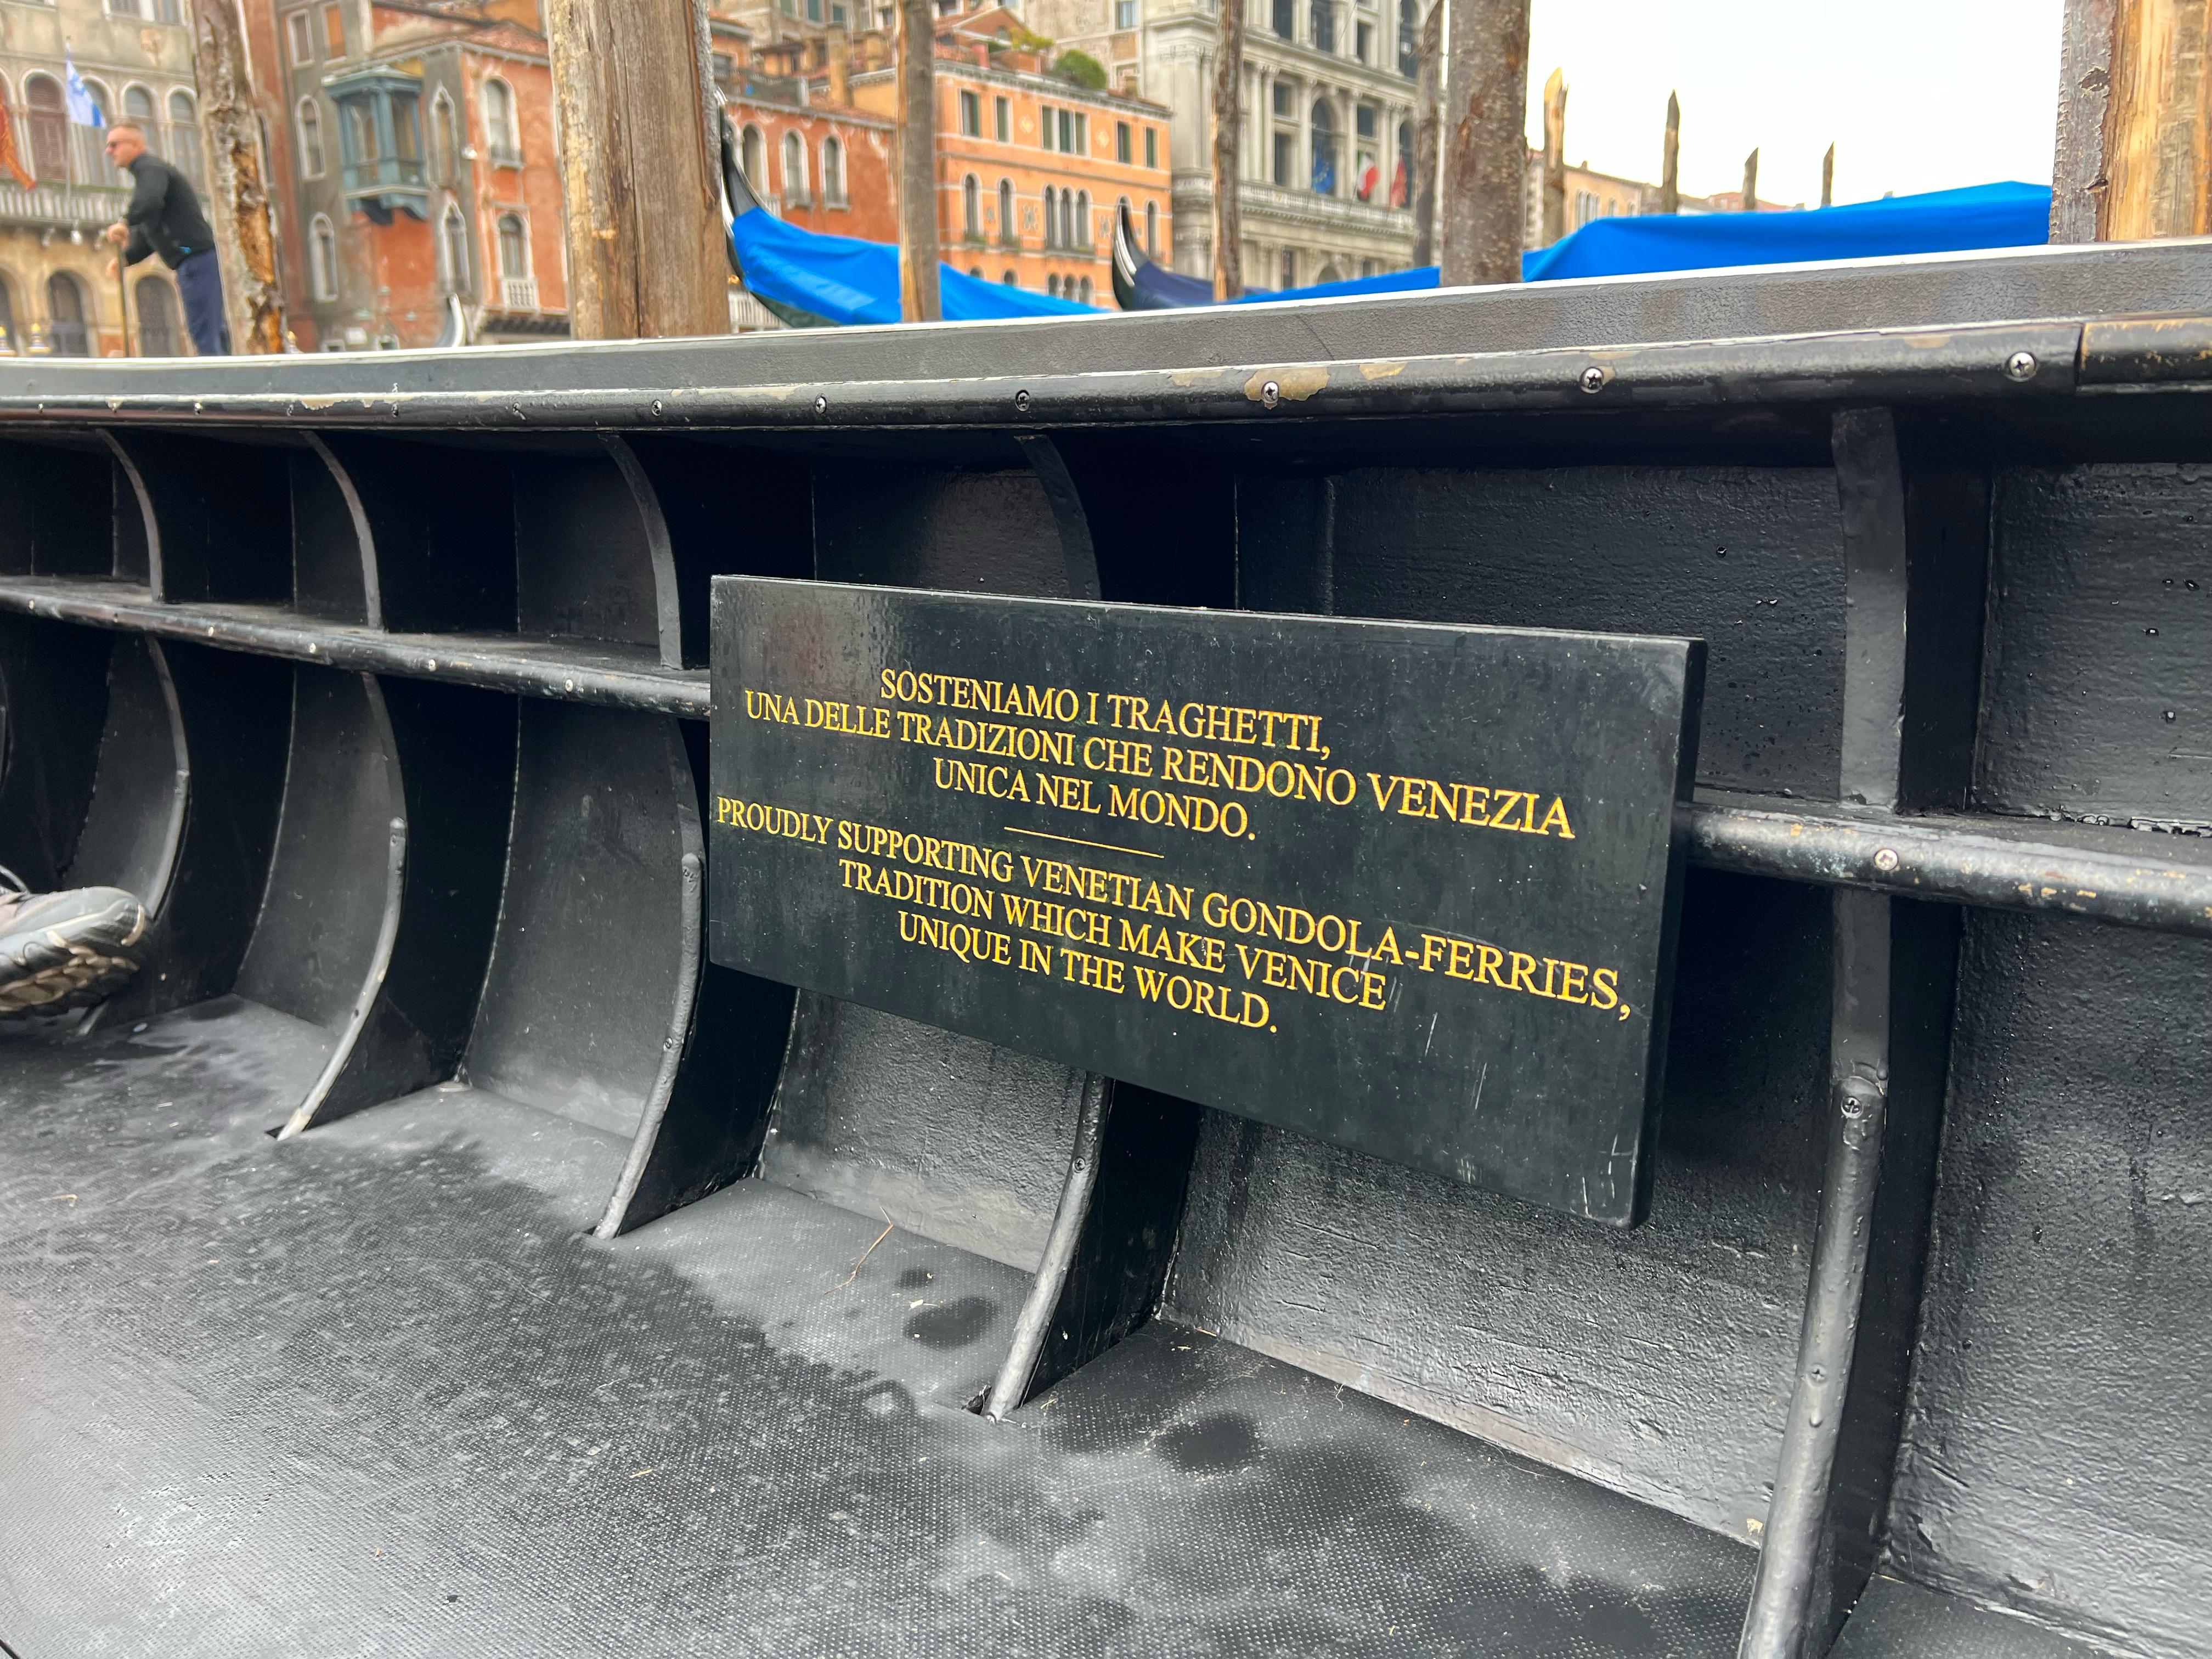 SOSTENIAMO I TRAGHETTI,
UNA DELLE TRADIZIONI CHE RENDONO VENEZIA
UNICA NEL MONDO.
PROUDLY SUPPORTING VENETIAN GONDOLA-FERRIES,
TRADITION WHICH MAKE VENICE
UNIQUE IN THE WORLD.